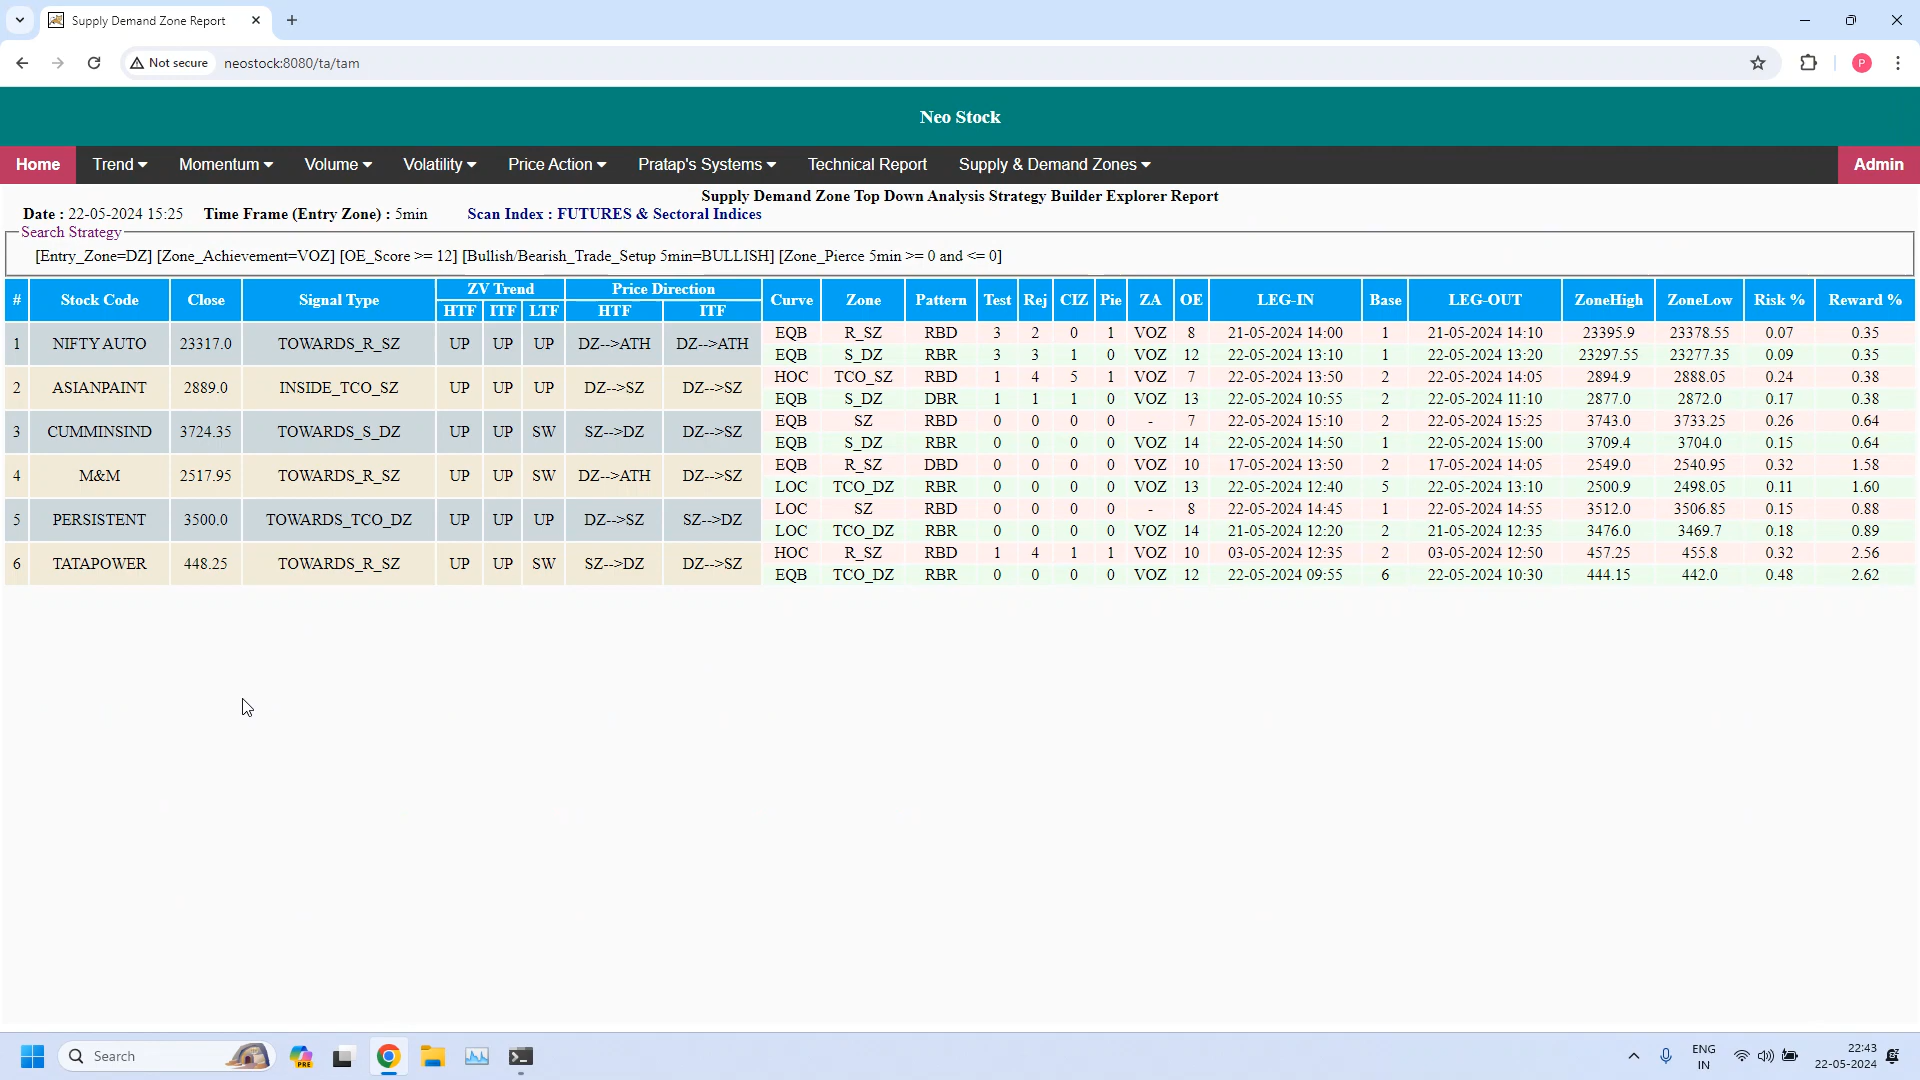 Supply Demand Zone Report
Not secure neostock:8080/ta/tam P
Neo Stock
Home Trend Momentum Volume Volatility Price Action Pratap's Systems Technical Report Supply & Demand Zones Admin
Supply Demand Zone Top Down Analysis Strategy Builder Explorer Report
Date : 22-05-2024 15:25 Time Frame (Entry Zone) : 5min Scan Index : FUTURES & Sectoral Indices
Search Strategy
[Entry_Zone=DZ] [Zone_Achievement=VOZ] [OE_Score >= 12] [Bullish/Bearish_Trade_Setup 5min=BULLISH] [Zone_Pierce 5min >= 0 and <= 0]
# Stock Code Close Signal Type ZV Trend Price Direction Curve Zone Pattern Test Rej CIZ Pie ZA OE LEG-IN Base LEG-OUT ZoneHigh ZoneLow Risk % Reward %
HTF ITF LTF HTF ITF
1 NIFTY AUTO 23317.0 TOWARDS_R_SZ UP UP UP DZ-->ATH DZ-->ATH EQB R_SZ RBD 3 2 0 1 VOZ 8 21-05-2024 14:00 1 21-05-2024 14:10 23395.9 23378.55 0.07 0.35
EQB S_DZ RBR 3 3 1 0 VOZ 12 22-05-2024 13:10 1 22-05-2024 13:20 23297.55 23277.35 0.09 0.35
2 ASIANPAINT 2889.0 INSIDE_TCO_SZ UP UP UP DZ-->SZ DZ-->SZ HOC TCO_SZ RBD 1 4 5 1 VOZ 7 22-05-2024 13:50 2 22-05-2024 14:05 2894.9 2888.05 0.24 0.38
EQB S_DZ DBR 1 1 1 0 VOZ 13 22-05-2024 10:55 2 22-05-2024 11:10 2877.0 2872.0 0.17 0.38
3 CUMMINSIND 3724.35 TOWARDS_S_DZ UP UP SW SZ-->DZ DZ-->SZ EQB SZ RBD 0 0 0 0 - 7 22-05-2024 15:10 2 22-05-2024 15:25 3743.0 3733.25 0.26 0.64
EQB S_DZ RBR 0 0 0 0 VOZ 14 22-05-2024 14:50 1 22-05-2024 15:00 3709.4 3704.0 0.15 0.64
4 M&M 2517.95 TOWARDS_R_SZ UP UP SW DZ-->ATH DZ-->SZ EQB R_SZ DBD 0 0 0 0 VOZ 10 17-05-2024 13:50 2 17-05-2024 14:05 2549.0 2540.95 0.32 1.58
LOC TCO_DZ RBR 0 0 0 0 VOZ 13 22-05-2024 12:40 5 22-05-2024 13:10 2500.9 2498.05 0.11 1.60
5 PERSISTENT 3500.0 TOWARDS_TCO_DZ UP UP UP DZ-->SZ SZ-->DZ LOC SZ RBD 0 0 0 0 - 8 22-05-2024 14:45 1 22-05-2024 14:55 3512.0 3506.85 0.15 0.88
LOC TCO_DZ RBR 0 0 0 0 VOZ 14 21-05-2024 12:20 2 21-05-2024 12:35 3476.0 3469.7 0.18 0.89
6 TATAPOWER 448.25 TOWARDS_R_SZ UP UP SW SZ-->DZ DZ-->SZ HOC R_SZ RBD 1 4 1 1 VOZ 10 03-05-2024 12:35 2 03-05-2024 12:50 457.25 455.8 0.32 2.56
EQB TCO_DZ RBR 0 0 0 0 VOZ 12 22-05-2024 09:55 6 22-05-2024 10:30 444.15 442.0 0.48 2.62
Search PRE ENG 22:43
IN 22-05-2024